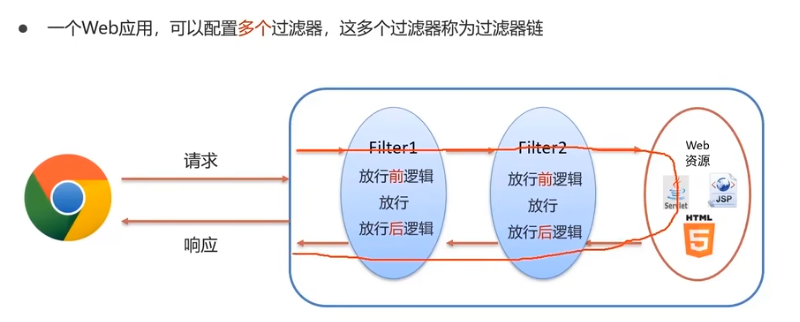 ● 一个Web应用，可以配置多个过滤器，这多个过滤器称为过滤器链
请求
响应
Filter1
放行前逻辑
放行
放行后逻辑
Filter2
放行前逻辑
放行
放行后逻辑
Web
资源
Servlet
JSP
HTML
5